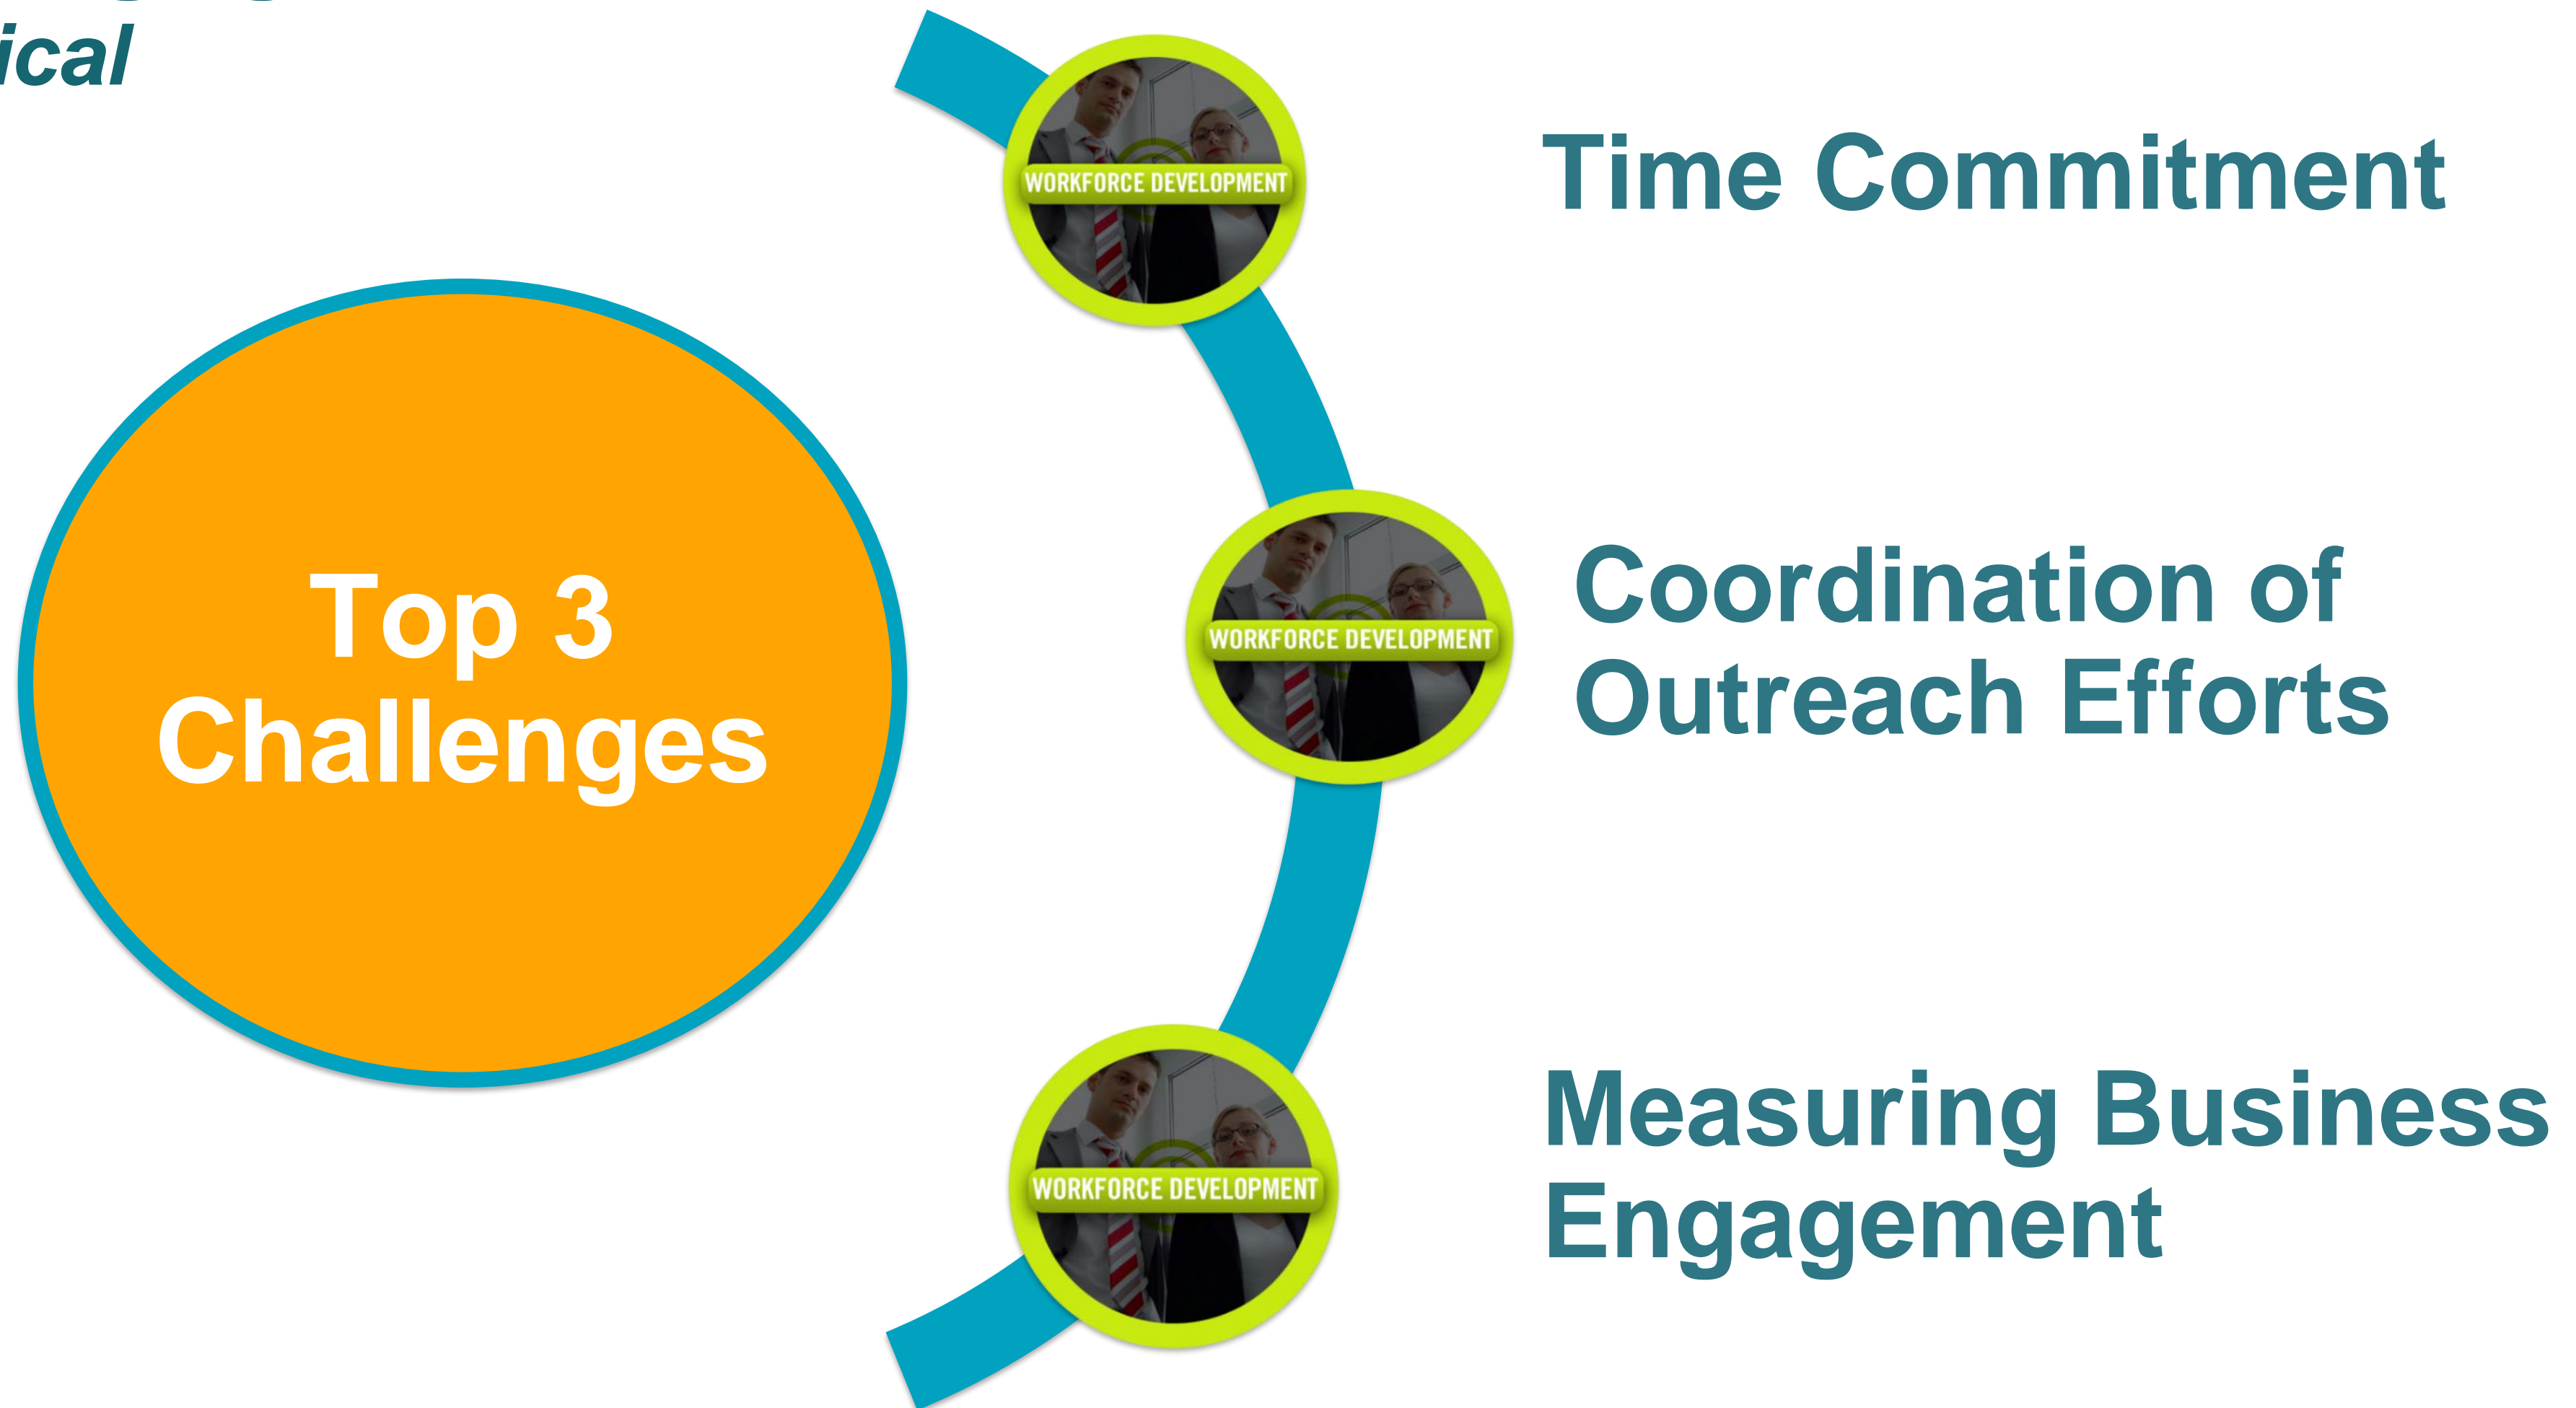 ical
WORKFORCE DEVELOPMENT
Time Commitment
Top 3
Challenges
WORKFORCE DEVELOPMENT
Coordination of
Outreach Efforts
WORKFORCE DEVELOPMENT
Measuring Business
Engagement